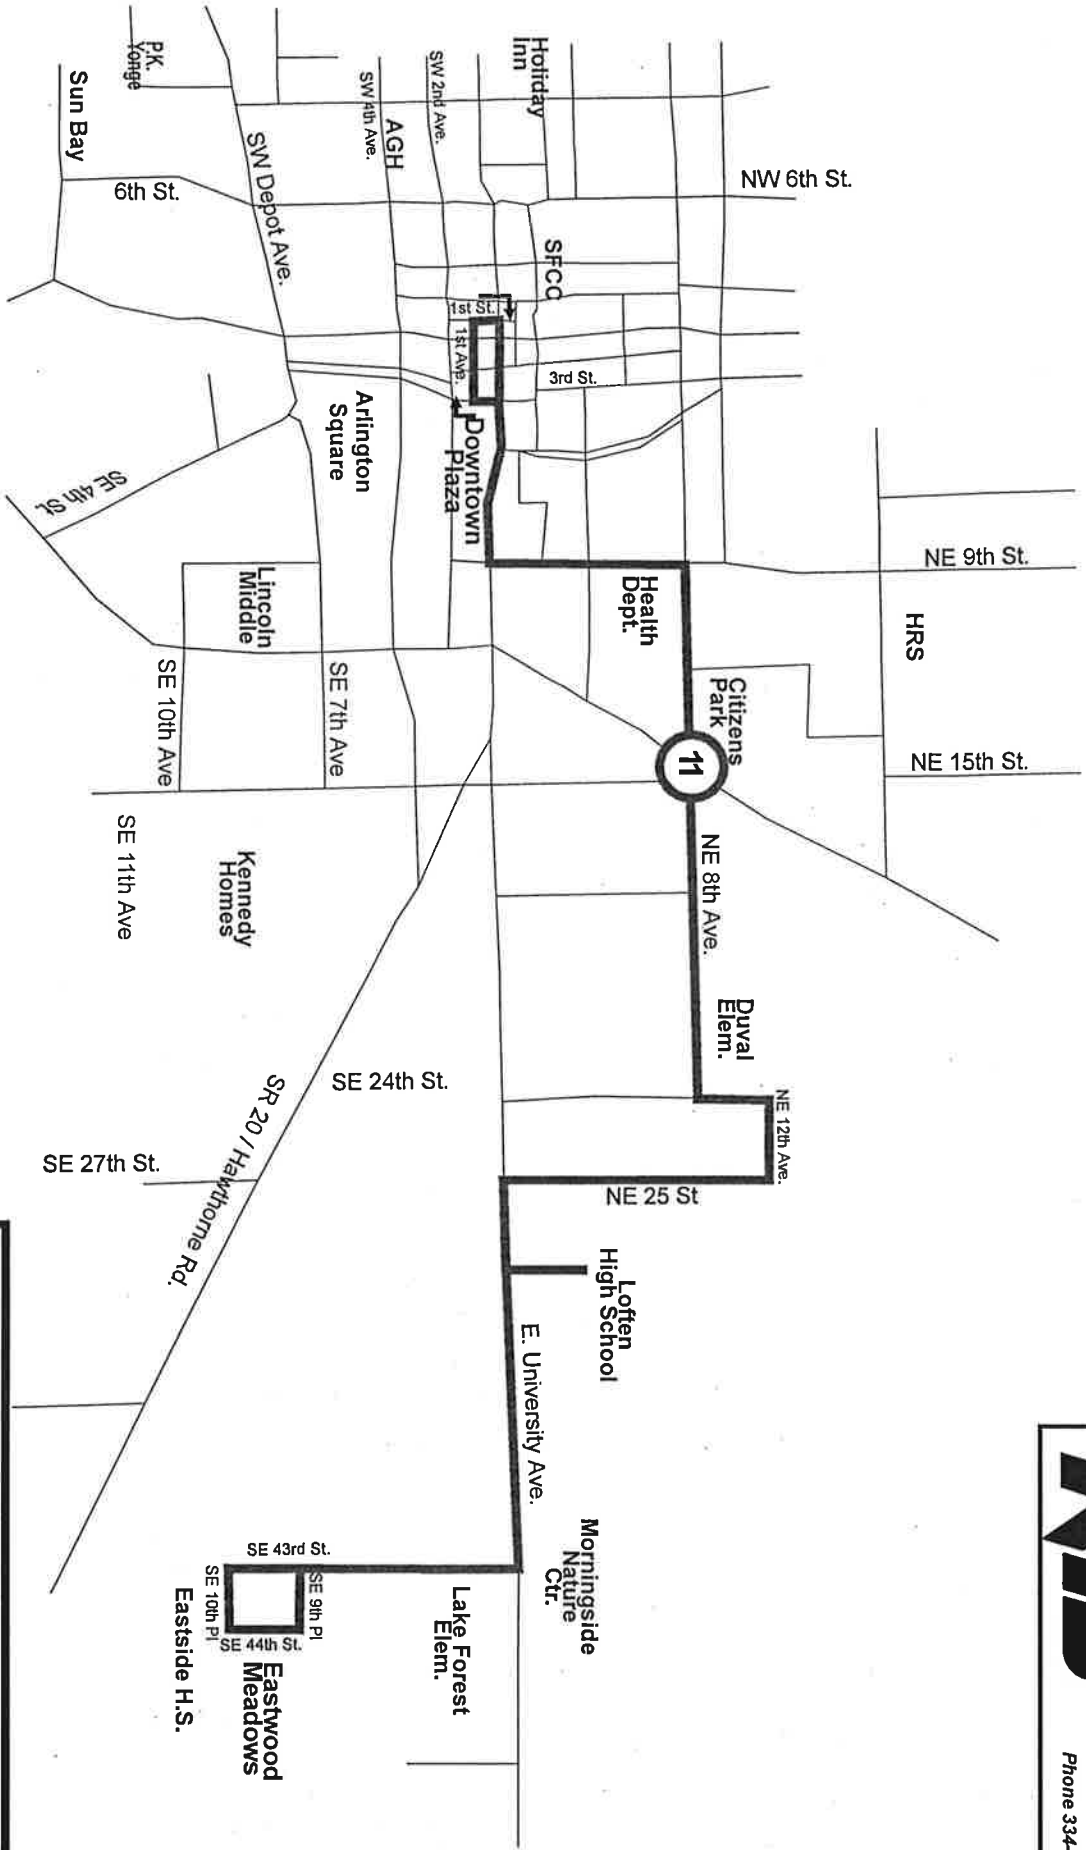 Holiday
Inn
P.K.
Yonge
Sun Bay
SW 2nd Ave.
SW 4th Ave.
AGH
SW Depot Ave.
6th St.
NW 6th St.
SFCC
1st St.
1st Ave.
3rd St.
Downtown
Plaza
Arlington
Square
SE 4th St.
Lincoln
Middle
SE 10th Ave
SE 7th Ave
SE 11th Ave
Kennedy
Homes
Health
Dept.
Citizens
Park
11
NE 9th St.
HRS
NE 15th St.
NE 8th Ave.
Duval
Elem.
NE 12th Ave.
NE 25 St
SE 24th St.
SE 27th St.
SR 20 / Hawthorne Rd.
Loften
High School
E. University Ave.
Morningside
Nature
Ctr.
SE 43rd St.
SE 9th Pl
SE 10th Pl
SE 44th St.
Lake Forest
Elem.
Eastwood
Meadows
Eastside H.S.
Phone 334-